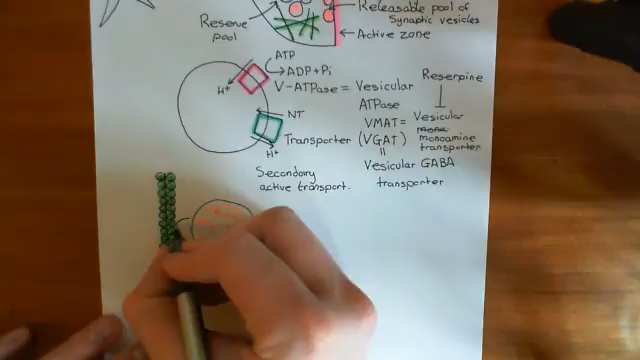 Reserve pool
Releasable pool of Synaptic vesicles
Active zone
ATP
ADP+Pi
H+
V-ATPase = Vesicular ATPase
Reserpine
NT
VMAT = Vesicular
monoamine transporter
Transporter (VGAT)
H+
=
Vesicular GABA transporter
Secondary active transport.